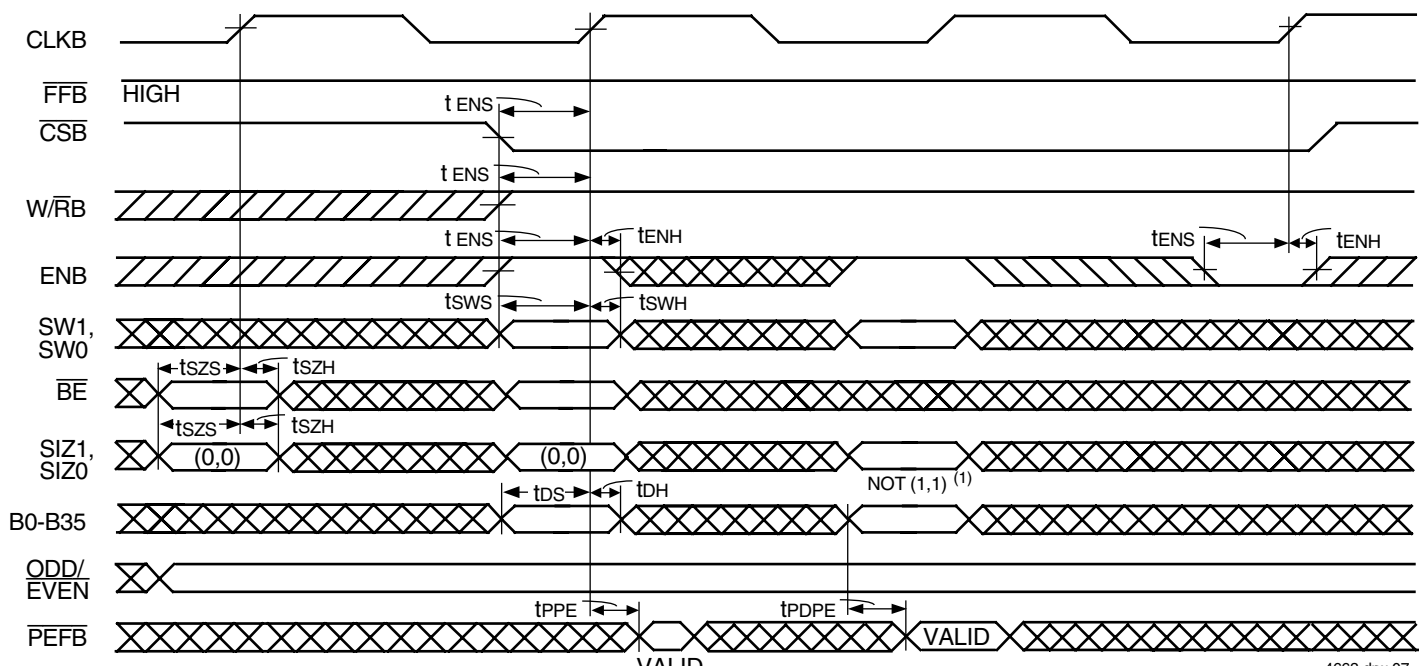 CLKB
FFB HIGH
t ENS
CSB
t ENS
W/RB
t ENS tENH tENS tENH
ENB
tSWS tSWH
SW1,
SW0
tSZS tSZH
BE
tSZS tSZH
SIZ1,
SIZ0
(0,0) (0,0)
NOT (1,1) (1)
tDS tDH
B0-B35
ODD/
EVEN
tPPE tPDPE
PEFB VALID
VALID